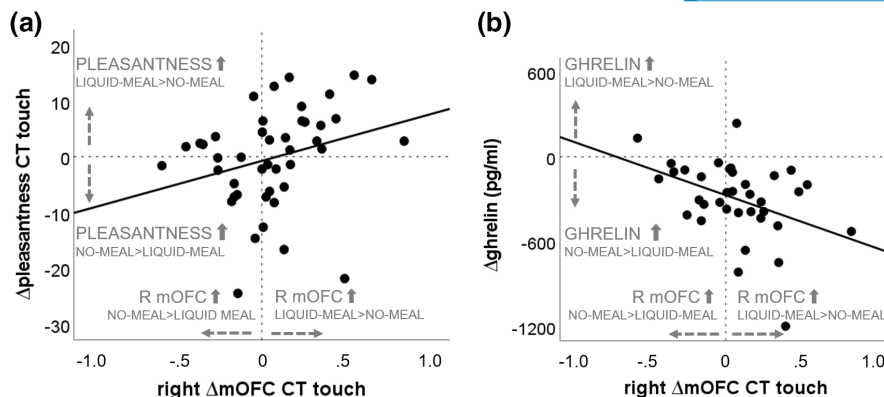 (a)
20
PLEASANTNESS
LIQUID-MEAL>NO-MEAL
10
0
-10
PLEASANTNESS
NO-MEAL>LIQUID-MEAL
-20
R mOFC
NO-MEAL>LIQUID MEAL
R mOFC
LIQUID-MEAL>NO-MEAL
-30
Δpleasantness CT touch
-1.0 -.5 0 .5 1.0
right ΔmOFC CT touch
(b)
600
GHRELIN
LIQUID-MEAL>NO-MEAL
0
GHRELIN
NO-MEAL>LIQUID-MEAL
-600
R mOFC
NO-MEAL>LIQUID-MEAL
R mOFC
LIQUID-MEAL>NO-MEAL
-1200
Δghrelin (pg/ml)
-1.0 -.5 0 .5 1.0
right ΔmOFC CT touch